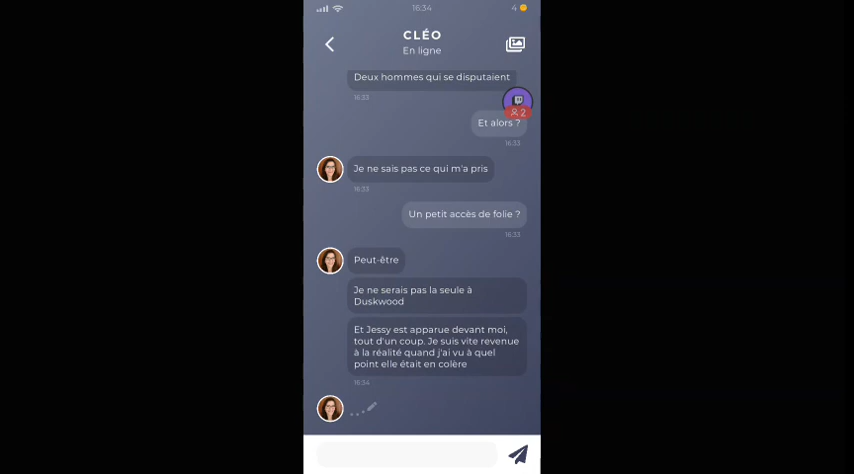 16:34
4
CLÉO
En ligne
Deux hommes qui se disputaient
16:33
2
Et alors ?
16:33
Je ne sais pas ce qui m'a pris
16:33
Un petit accès de folie ?
16:33
Peut-être
Je ne serais pas la seule à
Duskwood
Et Jessy est apparue devant moi,
tout d'un coup. Je suis vite revenue
à la réalité quand j'ai vu à quel
point elle était en colère
16:34